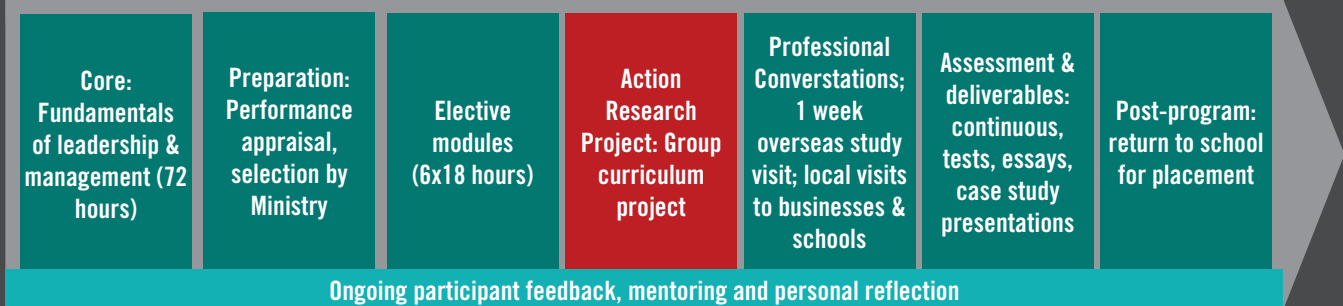 Core:
Fundamentals
of leadership &
management (72
hours)
Preparation:
Performance
appraisal,
selection by
Ministry
Elective
modules
(6x18 hours)
Action
Research
Project: Group
curriculum
project
Professional
Converstations;
1 week
overseas study
visit; local visits
to businesses &
schools
Assessment &
deliverables:
continuous,
tests, essays,
case study
presentations
Post-program:
return to school
for placement
Ongoing participant feedback, mentoring and personal reflection